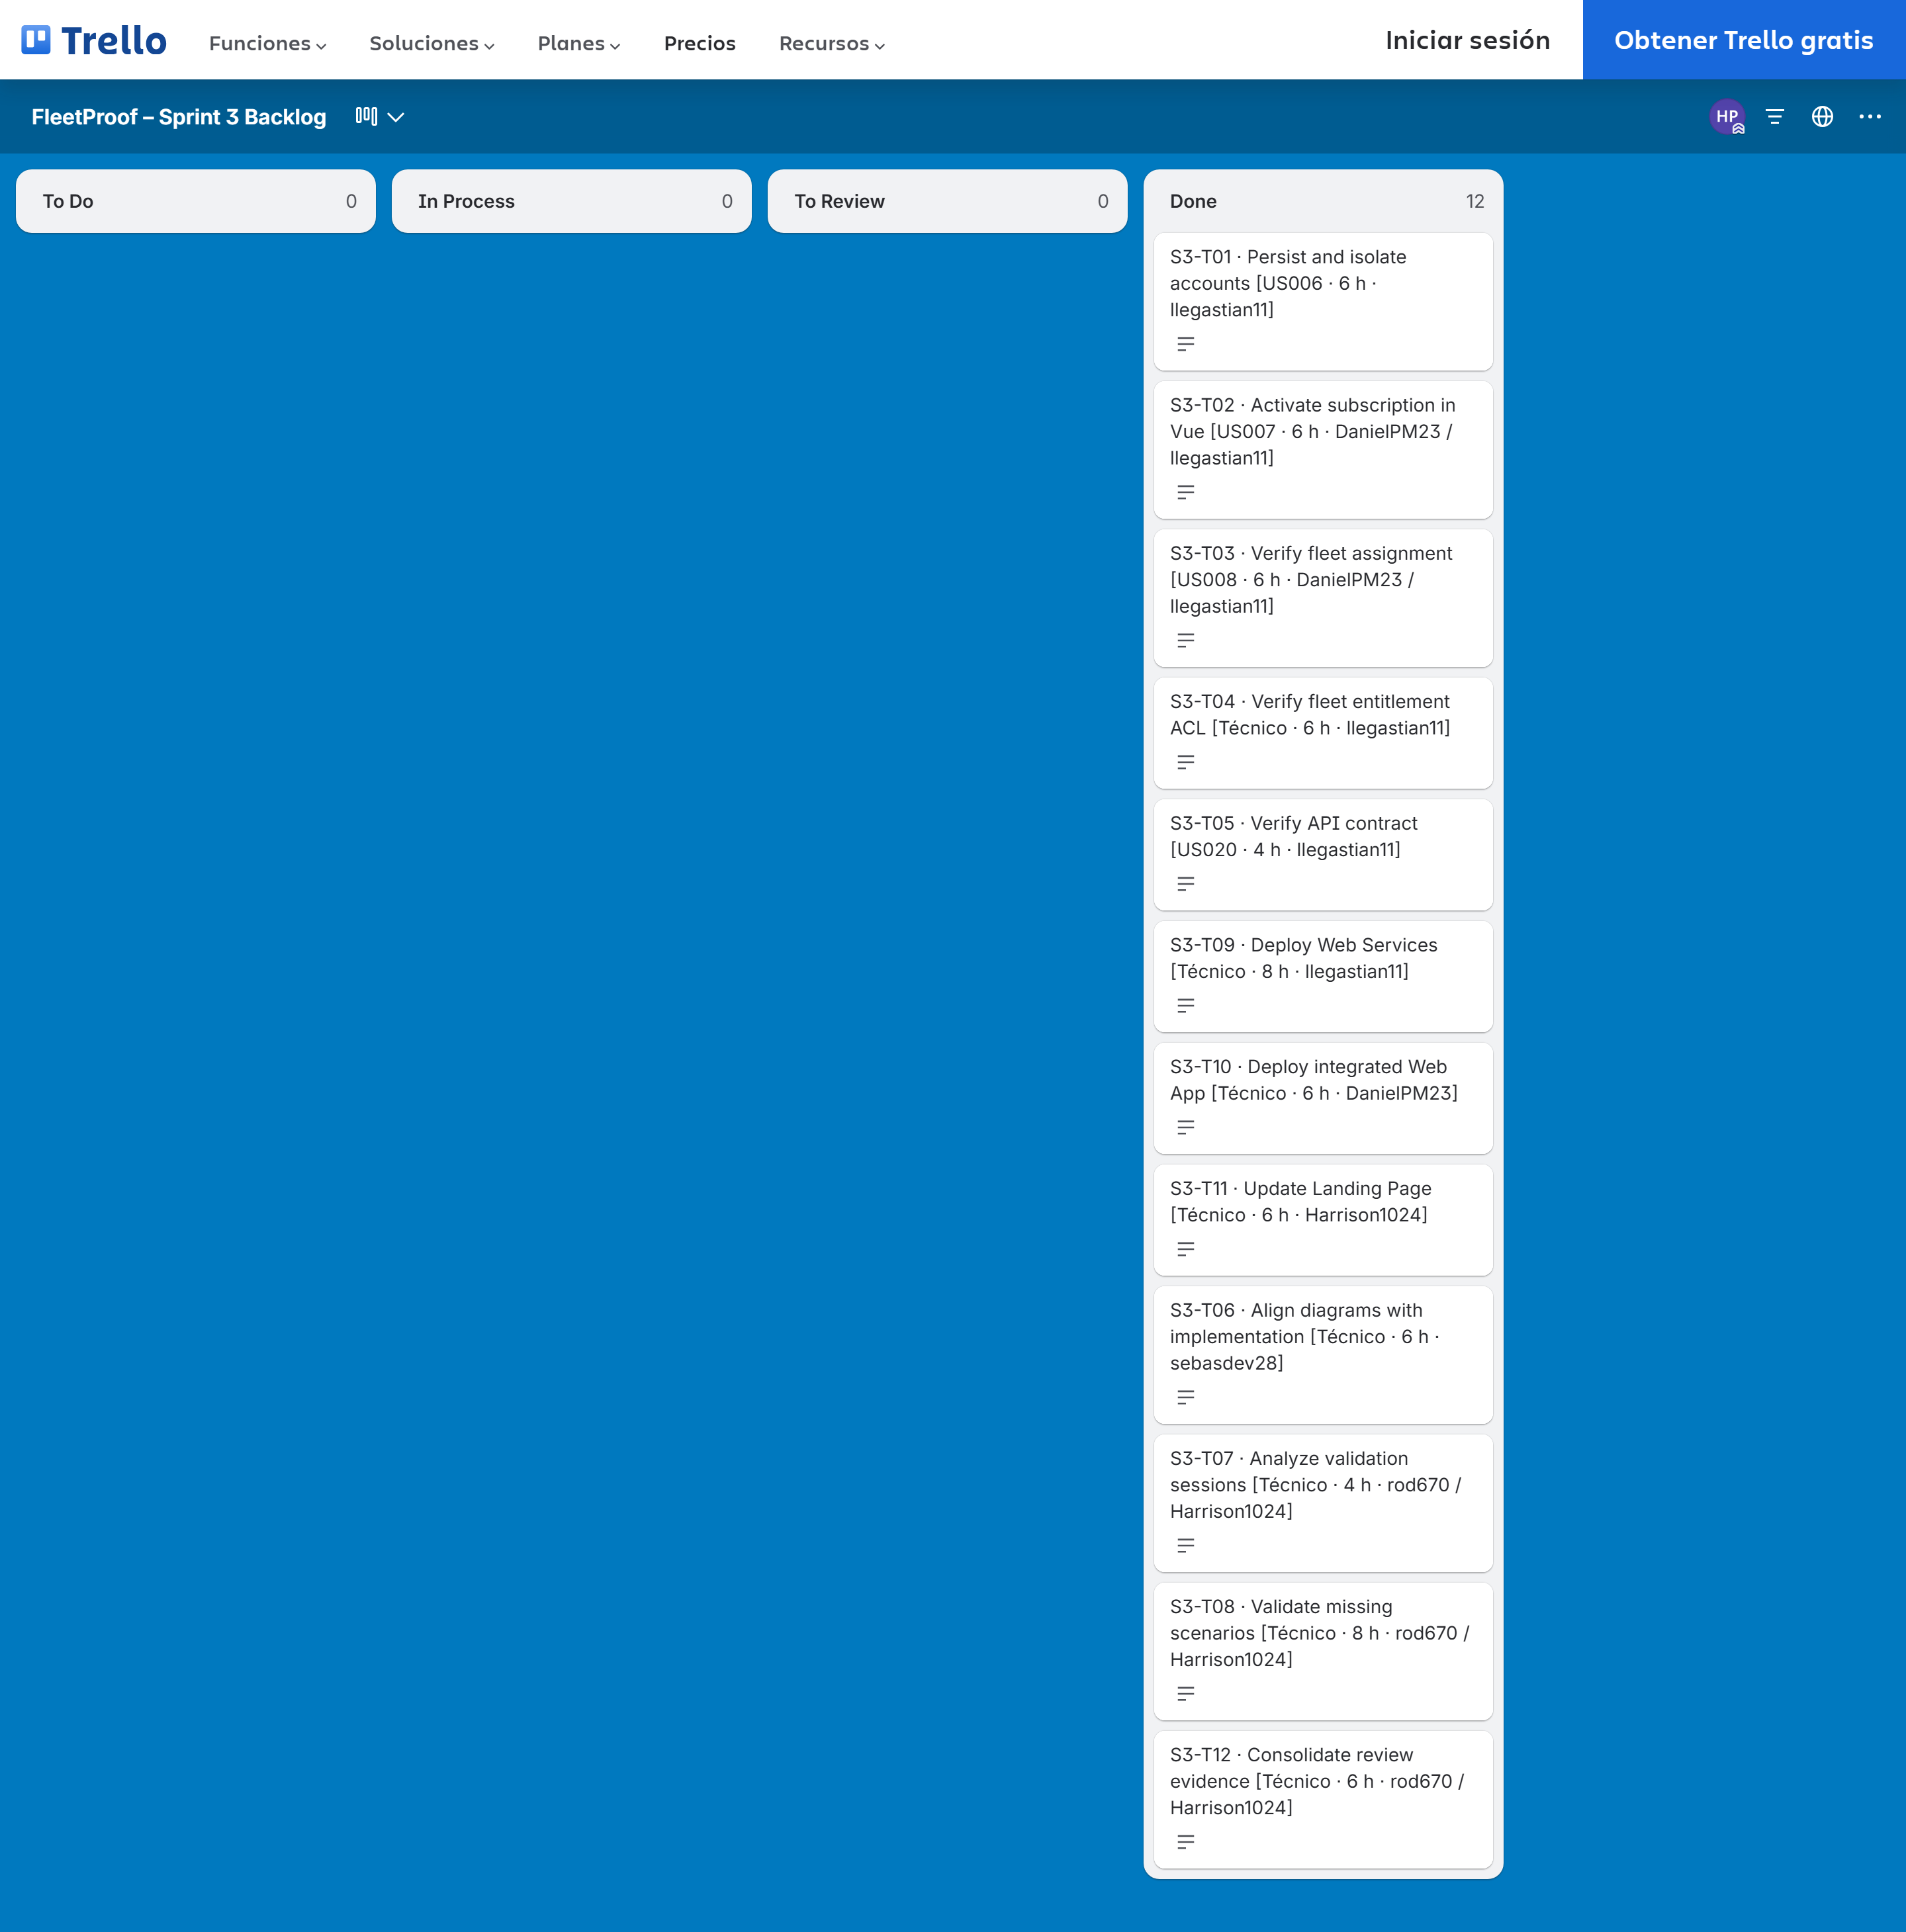 Trello
Funciones
Soluciones
Planes
Precios
Recursos
Iniciar sesión
Obtener Trello gratis
FleetProof – Sprint 3 Backlog
HP
To Do
0
In Process
0
To Review
0
Done
12
S3-T01 · Persist and isolate
accounts [US006 · 6 h ·
llegastian11]
S3-T02 · Activate subscription in
Vue [US007 · 6 h · DanielPM23 /
llegastian11]
S3-T03 · Verify fleet assignment
[US008 · 6 h · DanielPM23 /
llegastian11]
S3-T04 · Verify fleet entitlement
ACL [Técnico · 6 h · llegastian11]
S3-T05 · Verify API contract
[US020 · 4 h · llegastian11]
S3-T09 · Deploy Web Services
[Técnico · 8 h · llegastian11]
S3-T10 · Deploy integrated Web
App [Técnico · 6 h · DanielPM23]
S3-T11 · Update Landing Page
[Técnico · 6 h · Harrison1024]
S3-T06 · Align diagrams with
implementation [Técnico · 6 h ·
sebasdev28]
S3-T07 · Analyze validation
sessions [Técnico · 4 h · rod670 /
Harrison1024]
S3-T08 · Validate missing
scenarios [Técnico · 8 h · rod670 /
Harrison1024]
S3-T12 · Consolidate review
evidence [Técnico · 6 h · rod670 /
Harrison1024]